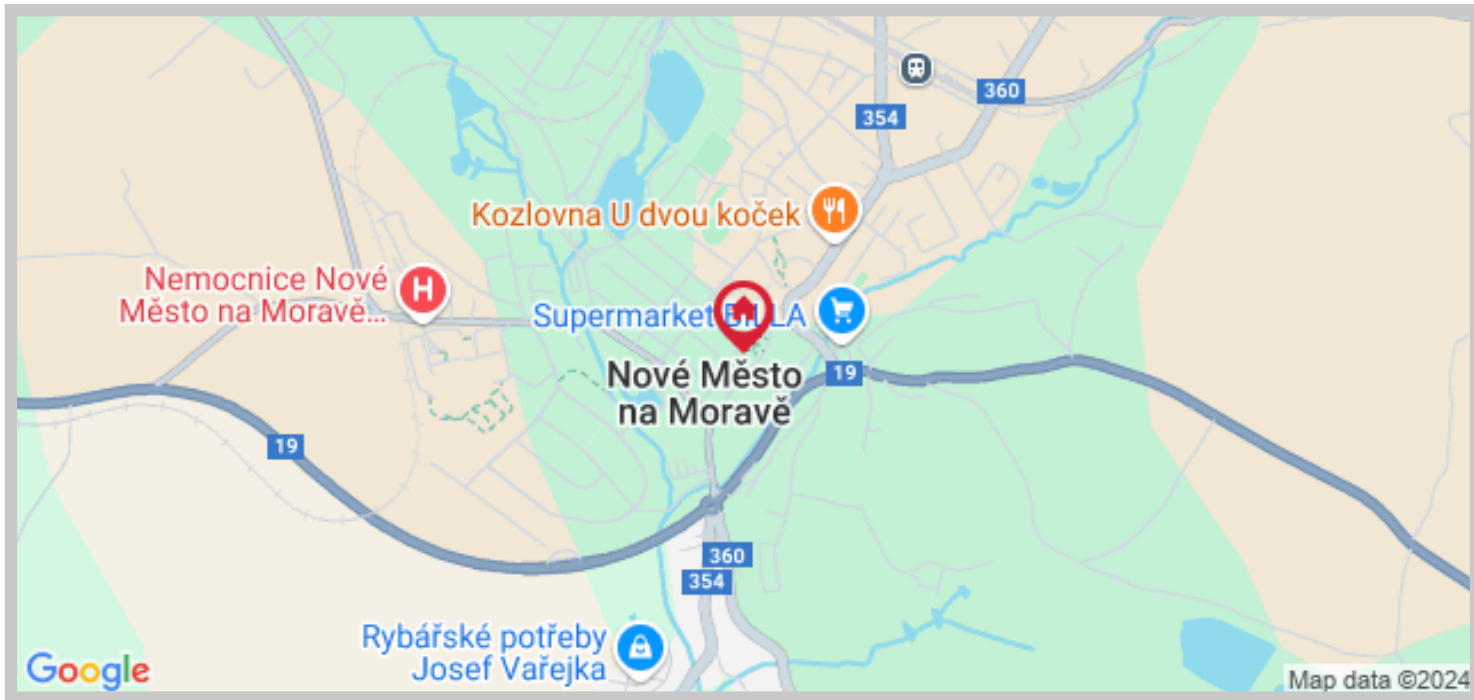 360
354
Kozlovna U dvou koček
Nemocnice Nové
Město na Moravě...
H
Supermarket BILLA
Nové Město
na Moravě
19
19
360
354
Rybářské potřeby
Josef Vařejka
Google
Map data ©2024